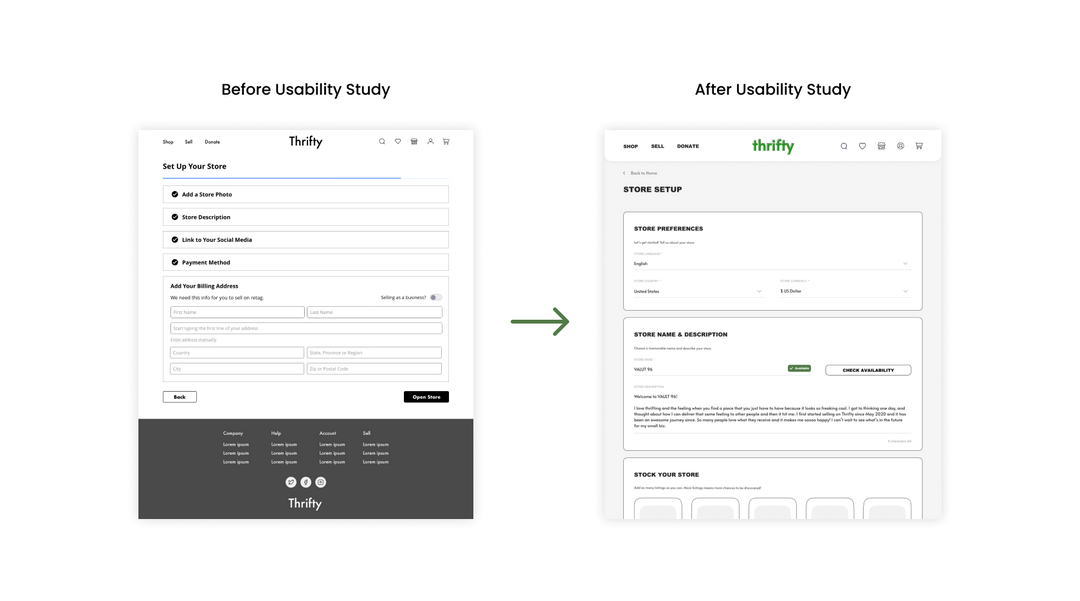 Before Usability Study
After Usability Study
Shop Sell Donate
Thrifty
Set Up Your Store
Add a Store Photo
Store Description
Link to Your Social Media
Payment Method
Add Your Billing Address
We need this info for you to sell on retag.
Selling as a business?
First Name
Last Name
Start typing the first line of your address
Enter address manually
Country
State, Province or Region
City
Zip or Postal Code
Back
Open Store
Company Help Account Sell
Lorem ipsum Lorem ipsum Lorem ipsum Lorem ipsum
Lorem ipsum Lorem ipsum Lorem ipsum Lorem ipsum
Lorem ipsum Lorem ipsum Lorem ipsum Lorem ipsum
Thrifty
SHOP SELL DONATE
thrifty
Back to Home
STORE SETUP
STORE PREFERENCES
Let's get started! Tell us about your store.
STORE LANGUAGE *
English
STORE COUNTRY *
STORE CURRENCY *
United States
$ US Dollar
STORE NAME & DESCRIPTION
Choose a memorable name and describe your store.
STORE NAME
VAULT 96
Available
CHECK AVAILABILITY
STORE DESCRIPTION
Welcome to VAULT 96!
I love thrifting and the feeling when you find a piece that you just have to have because it looks so freaking cool. I got to thinking one day, and
thought about how I can deliver that same feeling to other people and then it hit me. I first started selling on Thrifty since May 2020 and it has
been an awesome journey since. So many people love what they receive and it makes me soooo happy! I can't wait to see what's in the future
for my small biz.
characters left
STOCK YOUR STORE
Add as many listings as you can. More listings means more chances to be discovered!